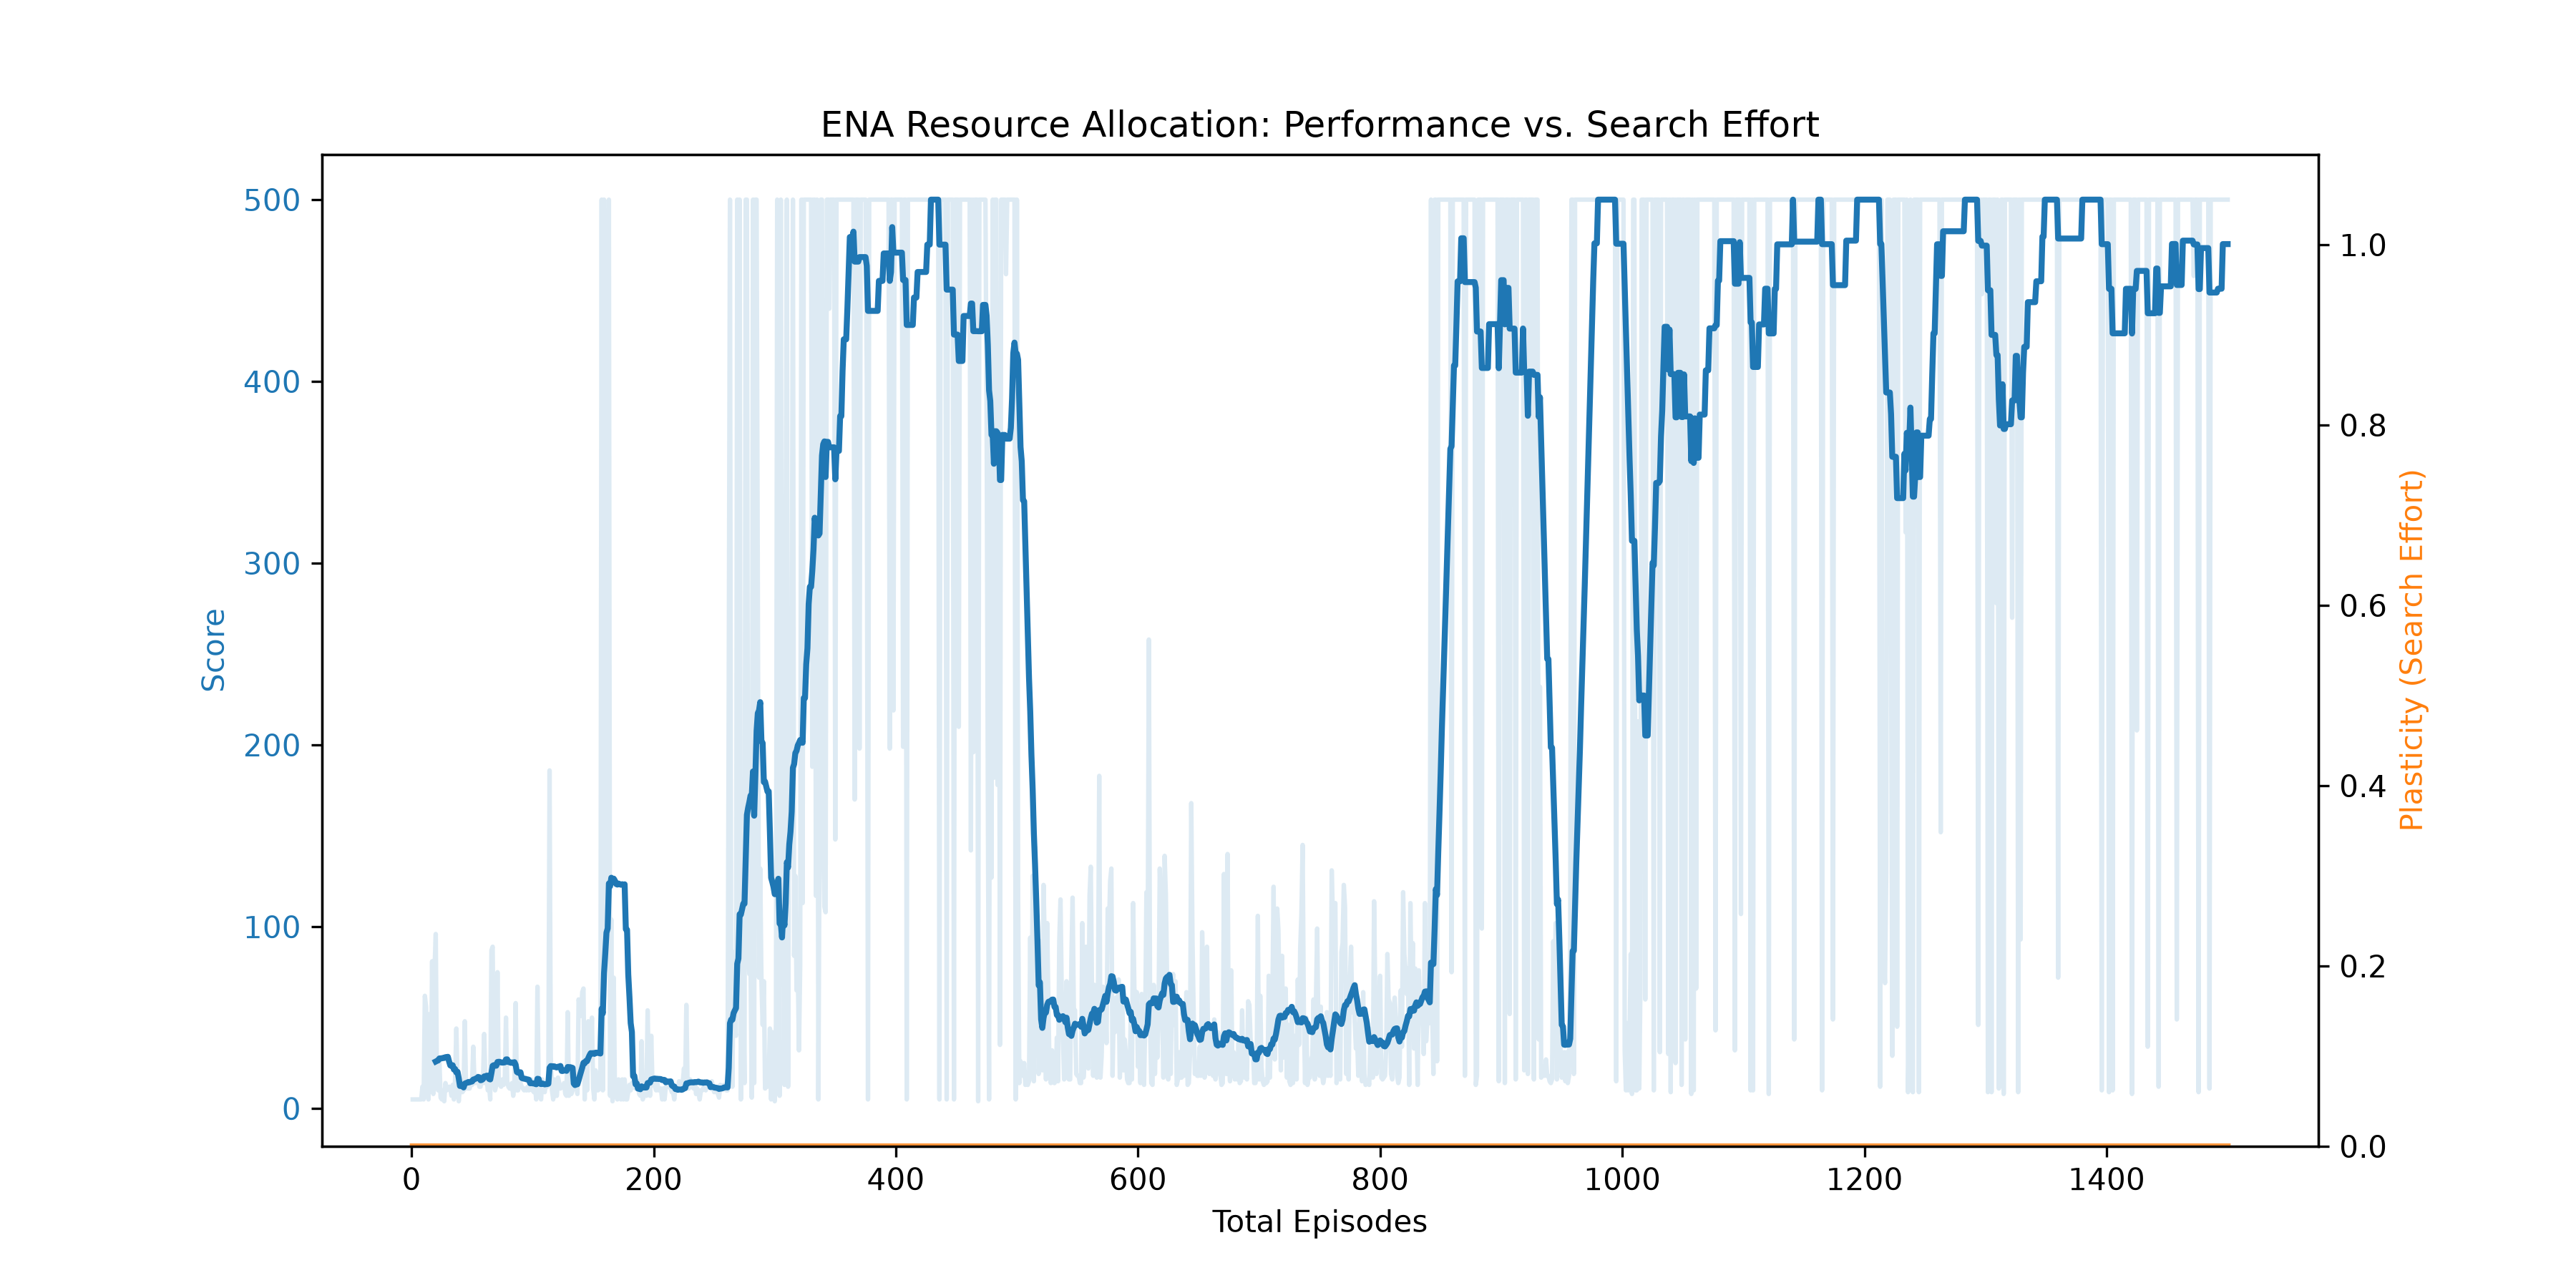 ENA Resource Allocation: Performance vs. Search Effort
500
400
300
200
100
0
Score
1.0
0.8
0.6
0.4
0.2
0.0
Plasticity (Search Effort)
0 200 400 600 800 1000 1200 1400
Total Episodes